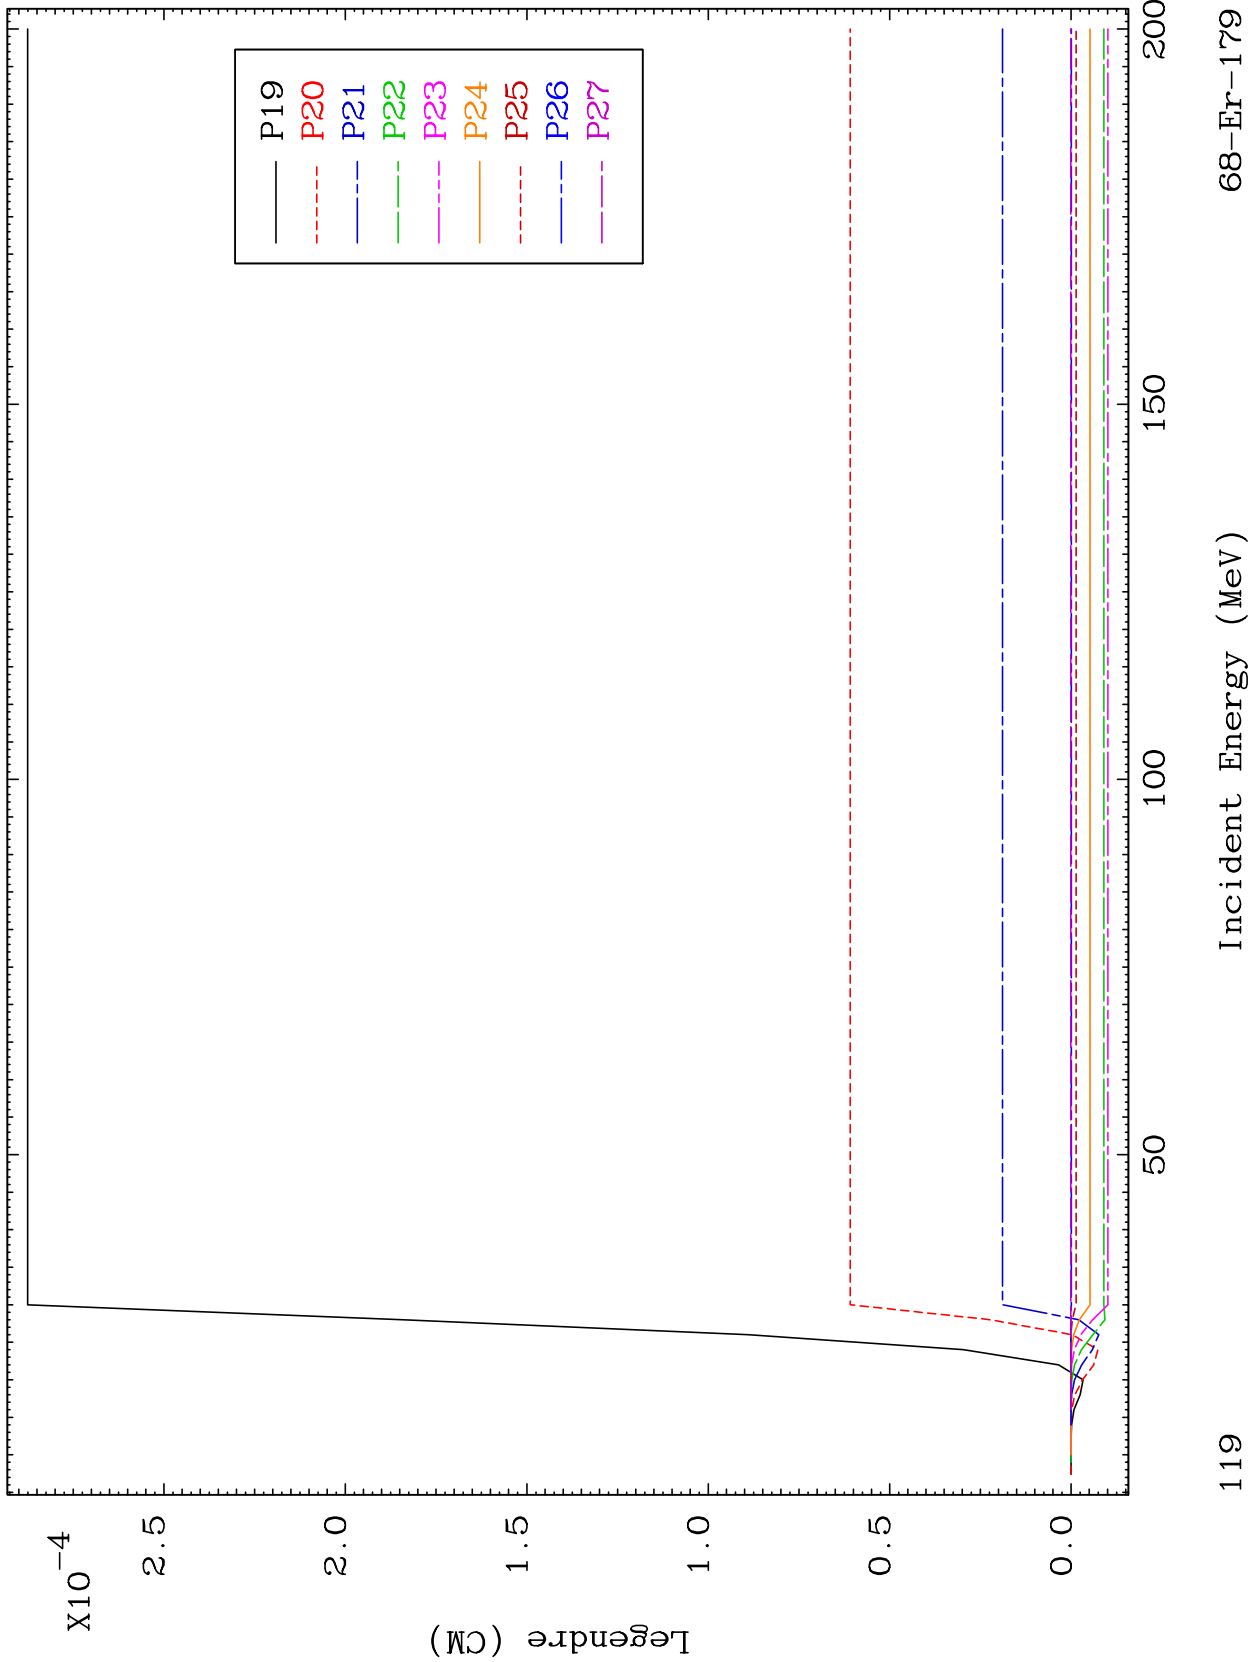 X10-4
2.5
2.0
1.5
1.0
0.5
0.0
Legendre (CM)
P19
P20
P21
P22
P23
P24
P25
P26
P27
50
100
150
200
Incident Energy (MeV)
119
68-Er-179